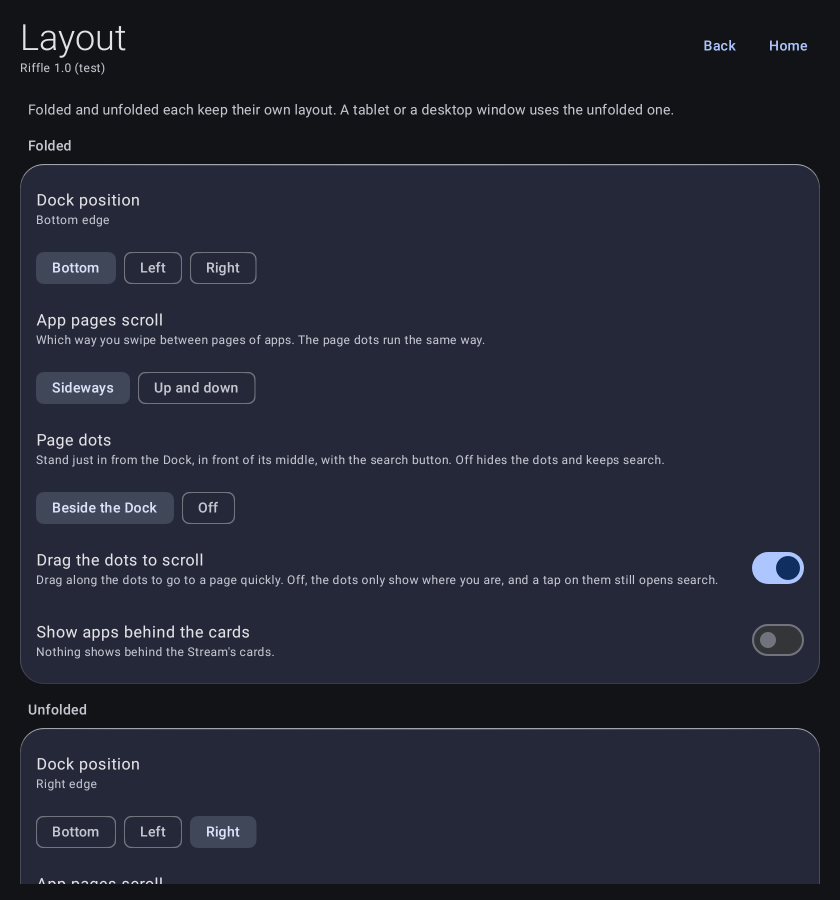 Layout
Riffle 1.0 (test)
Back
Home
Folded and unfolded each keep their own layout. A tablet or a desktop window uses the unfolded one.
Folded
Dock position
Bottom edge
Bottom
Left
Right
App pages scroll
Which way you swipe between pages of apps. The page dots run the same way.
Sideways
Up and down
Page dots
Stand just in from the Dock, in front of its middle, with the search button. Off hides the dots and keeps search.
Beside the Dock
Off
Drag the dots to scroll
Drag along the dots to go to a page quickly. Off, the dots only show where you are, and a tap on them still opens search.
Show apps behind the cards
Nothing shows behind the Stream's cards.
Unfolded
Dock position
Right edge
Bottom
Left
Right
App pages scroll